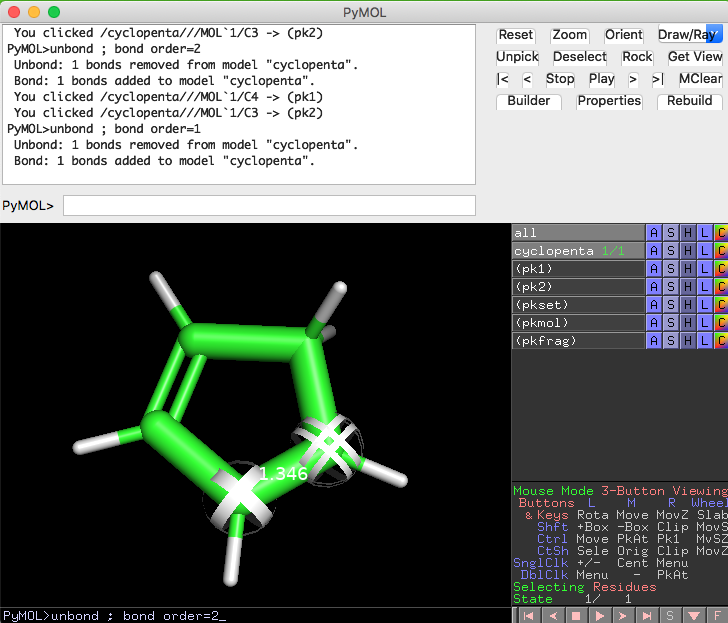 PyMOL
You clicked /cyclopenta///MOL`1/C3 -> (pk2)
PyMOL>unbond ; bond order=2
Unbond: 1 bonds removed from model "cyclopenta".
Bond: 1 bonds added to model "cyclopenta".
You clicked /cyclopenta///MOL`1/C4 -> (pk1)
You clicked /cyclopenta///MOL`1/C3 -> (pk2)
PyMOL>unbond ; bond order=1
Unbond: 1 bonds removed from model "cyclopenta".
Bond: 1 bonds added to model "cyclopenta".
PyMOL>
Reset Zoom Orient Draw/Ray
Unpick Deselect Rock Get View
|< < Stop Play > >| MClear
Builder Properties Rebuild
all A S H L C
cyclopenta 1/1 A S H L C
(pk1) A S H L C
(pk2) A S H L C
(pkset) A S H L C
(pkmol) A S H L C
(pkfrag) A S H L C
1.346
Mouse Mode 3-Button Viewing
Buttons L M R Wheel
& Keys Rota Move MovZ Slab
Shft +Box -Box Clip MovS
Ctrl Move PkAt Pk1 MvSZ
CtSh Sele Orig Clip MovZ
SnglClk +/- Cent Menu
DblClk Menu - PkAt
Selecting Residues
State 1/ 1
PyMOL>unbond ; bond order=2_
S F